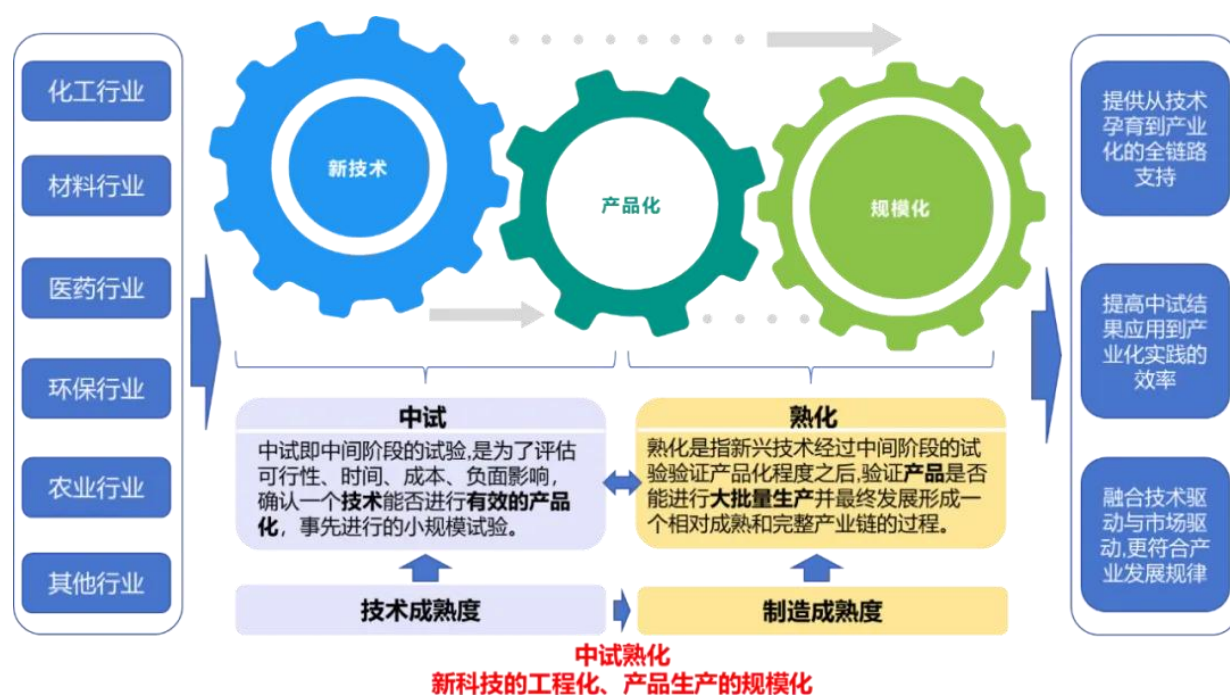 化工行业
材料行业
医药行业
环保行业
农业行业
其他行业
新技术
产品化
规模化
中试
中试即中间阶段的试验,是为了评估
可行性、时间、成本、负面影响，
确认一个技术能否进行有效的产品
化，事先进行的小规模试验。
熟化
熟化是指新兴技术经过中间阶段的试
验验证产品化程度之后,验证产品是否
能进行大批量生产并最终发展形成一
个相对成熟和完整产业链的过程。
技术成熟度
制造成熟度
中试熟化
新科技的工程化、产品生产的规模化
提供从技术
孕育到产业
化的全链路
支持
提高中试结
果应用到产
业化实践的
效率
融合技术驱
动与市场驱
动,更符合产
业发展规律